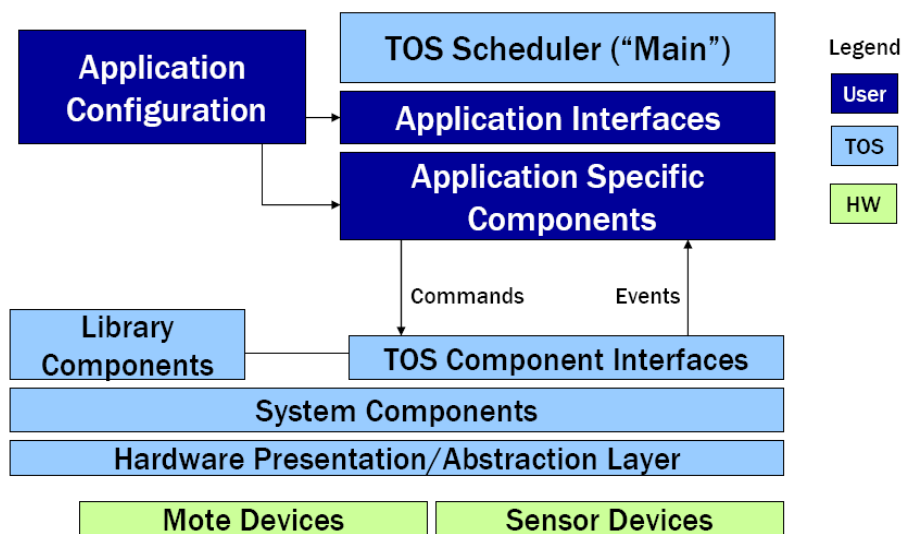 Application
Configuration
TOS Scheduler (“Main”)
Application Interfaces
Application Specific
Components
Legend
User
TOS
HW
Commands
Events
Library
Components
TOS Component Interfaces
System Components
Hardware Presentation/Abstraction Layer
Mote Devices
Sensor Devices